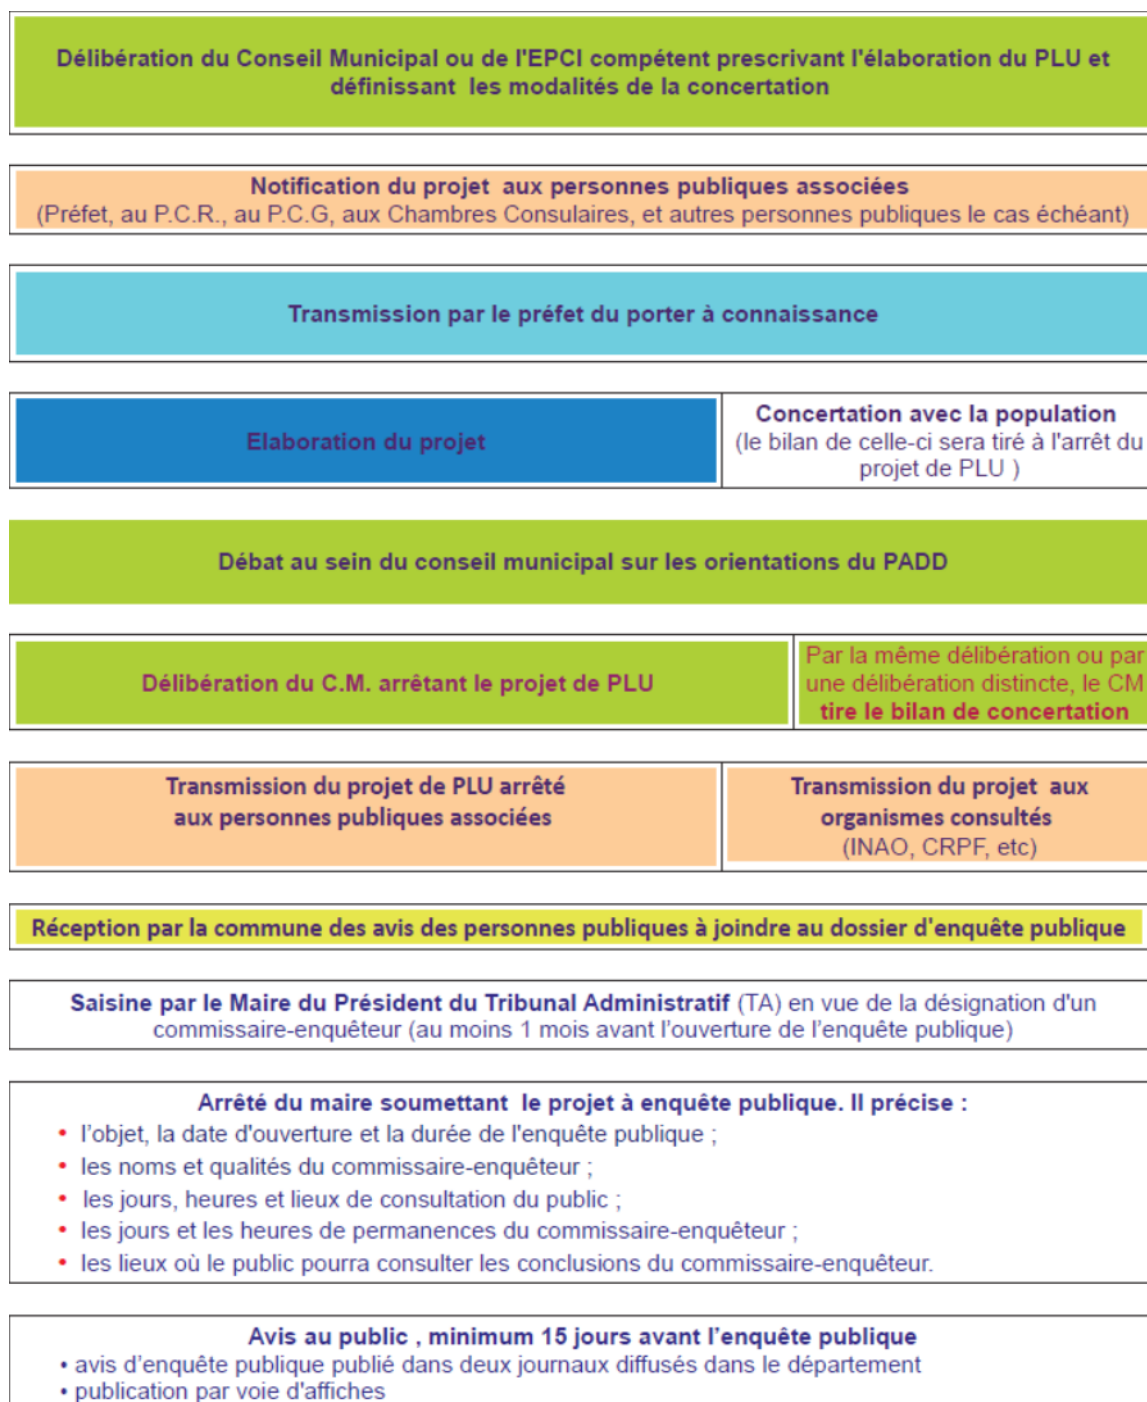 Délibération du Conseil Municipal ou de l'EPCI compétent prescrivant l'élaboration du PLU et
définissant les modalités de la concertation
Notification du projet aux personnes publiques associées
(Préfet, au P.C.R., au P.C.G, aux Chambres Consulaires, et autres personnes publiques le cas échéant)
Transmission par le préfet du porter à connaissance
Elaboration du projet
Concertation avec la population
(le bilan de celle-ci sera tiré à l'arrêt du
projet de PLU )
Débat au sein du conseil municipal sur les orientations du PADD
Délibération du C.M. arrêtant le projet de PLU
Par la même délibération ou par
une délibération distincte, le CM
tire le bilan de concertation
Transmission du projet de PLU arrêté
aux personnes publiques associées
Transmission du projet aux
organismes consultés
(INAO, CRPF, etc)
Réception par la commune des avis des personnes publiques à joindre au dossier d'enquête publique
Saisine par le Maire du Président du Tribunal Administratif (TA) en vue de la désignation d'un
commissaire-enquêteur (au moins 1 mois avant l'ouverture de l'enquête publique)
Arrêté du maire soumettant le projet à enquête publique. Il précise :
• l'objet, la date d'ouverture et la durée de l'enquête publique ;
• les noms et qualités du commissaire-enquêteur ;
• les jours, heures et lieux de consultation du public ;
• les jours et les heures de permanences du commissaire-enquêteur ;
• les lieux où le public pourra consulter les conclusions du commissaire-enquêteur.
Avis au public , minimum 15 jours avant l'enquête publique
• avis d'enquête publique publié dans deux journaux diffusés dans le département
• publication par voie d'affiches